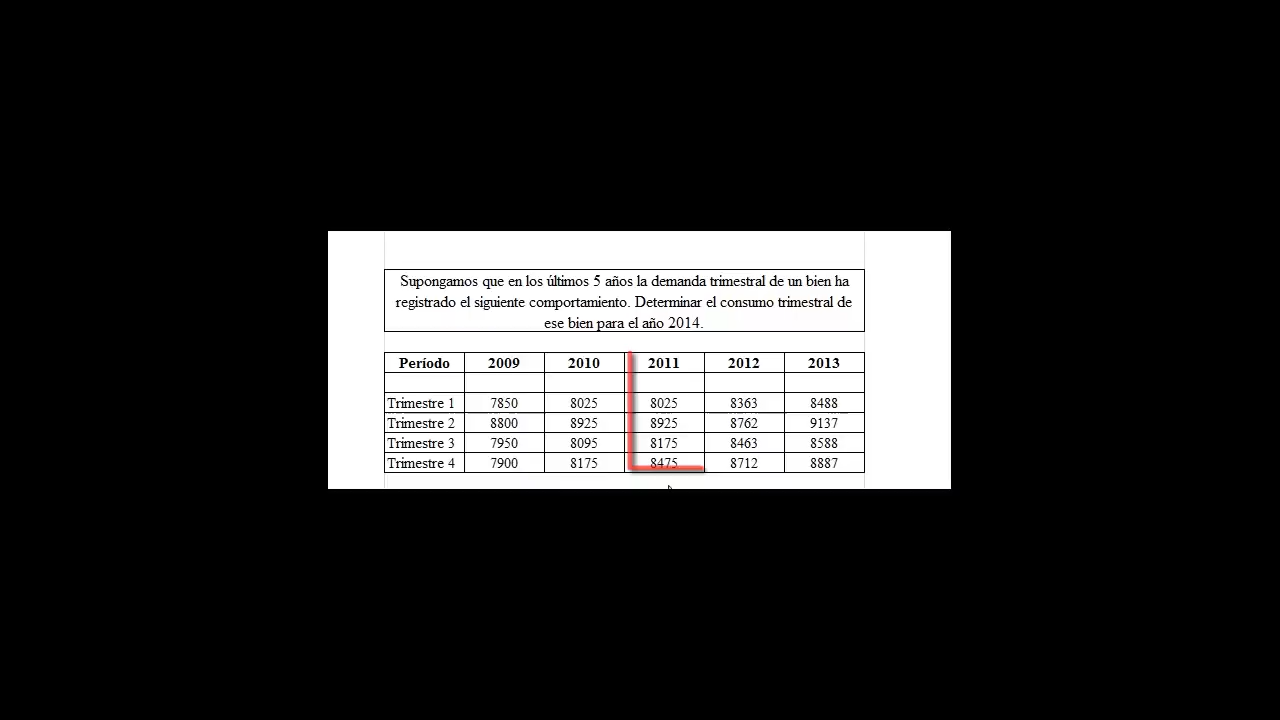 Supongamos que en los últimos 5 años la demanda trimestral de un bien ha
registrado el siguiente comportamiento. Determinar el consumo trimestral de
ese bien para el año 2014.
Período 2009 2010 2011 2012 2013
Trimestre 1 7850 8025 8025 8363 8488
Trimestre 2 8800 8925 8925 8762 9137
Trimestre 3 7950 8095 8175 8463 8588
Trimestre 4 7900 8175 8475 8712 8887